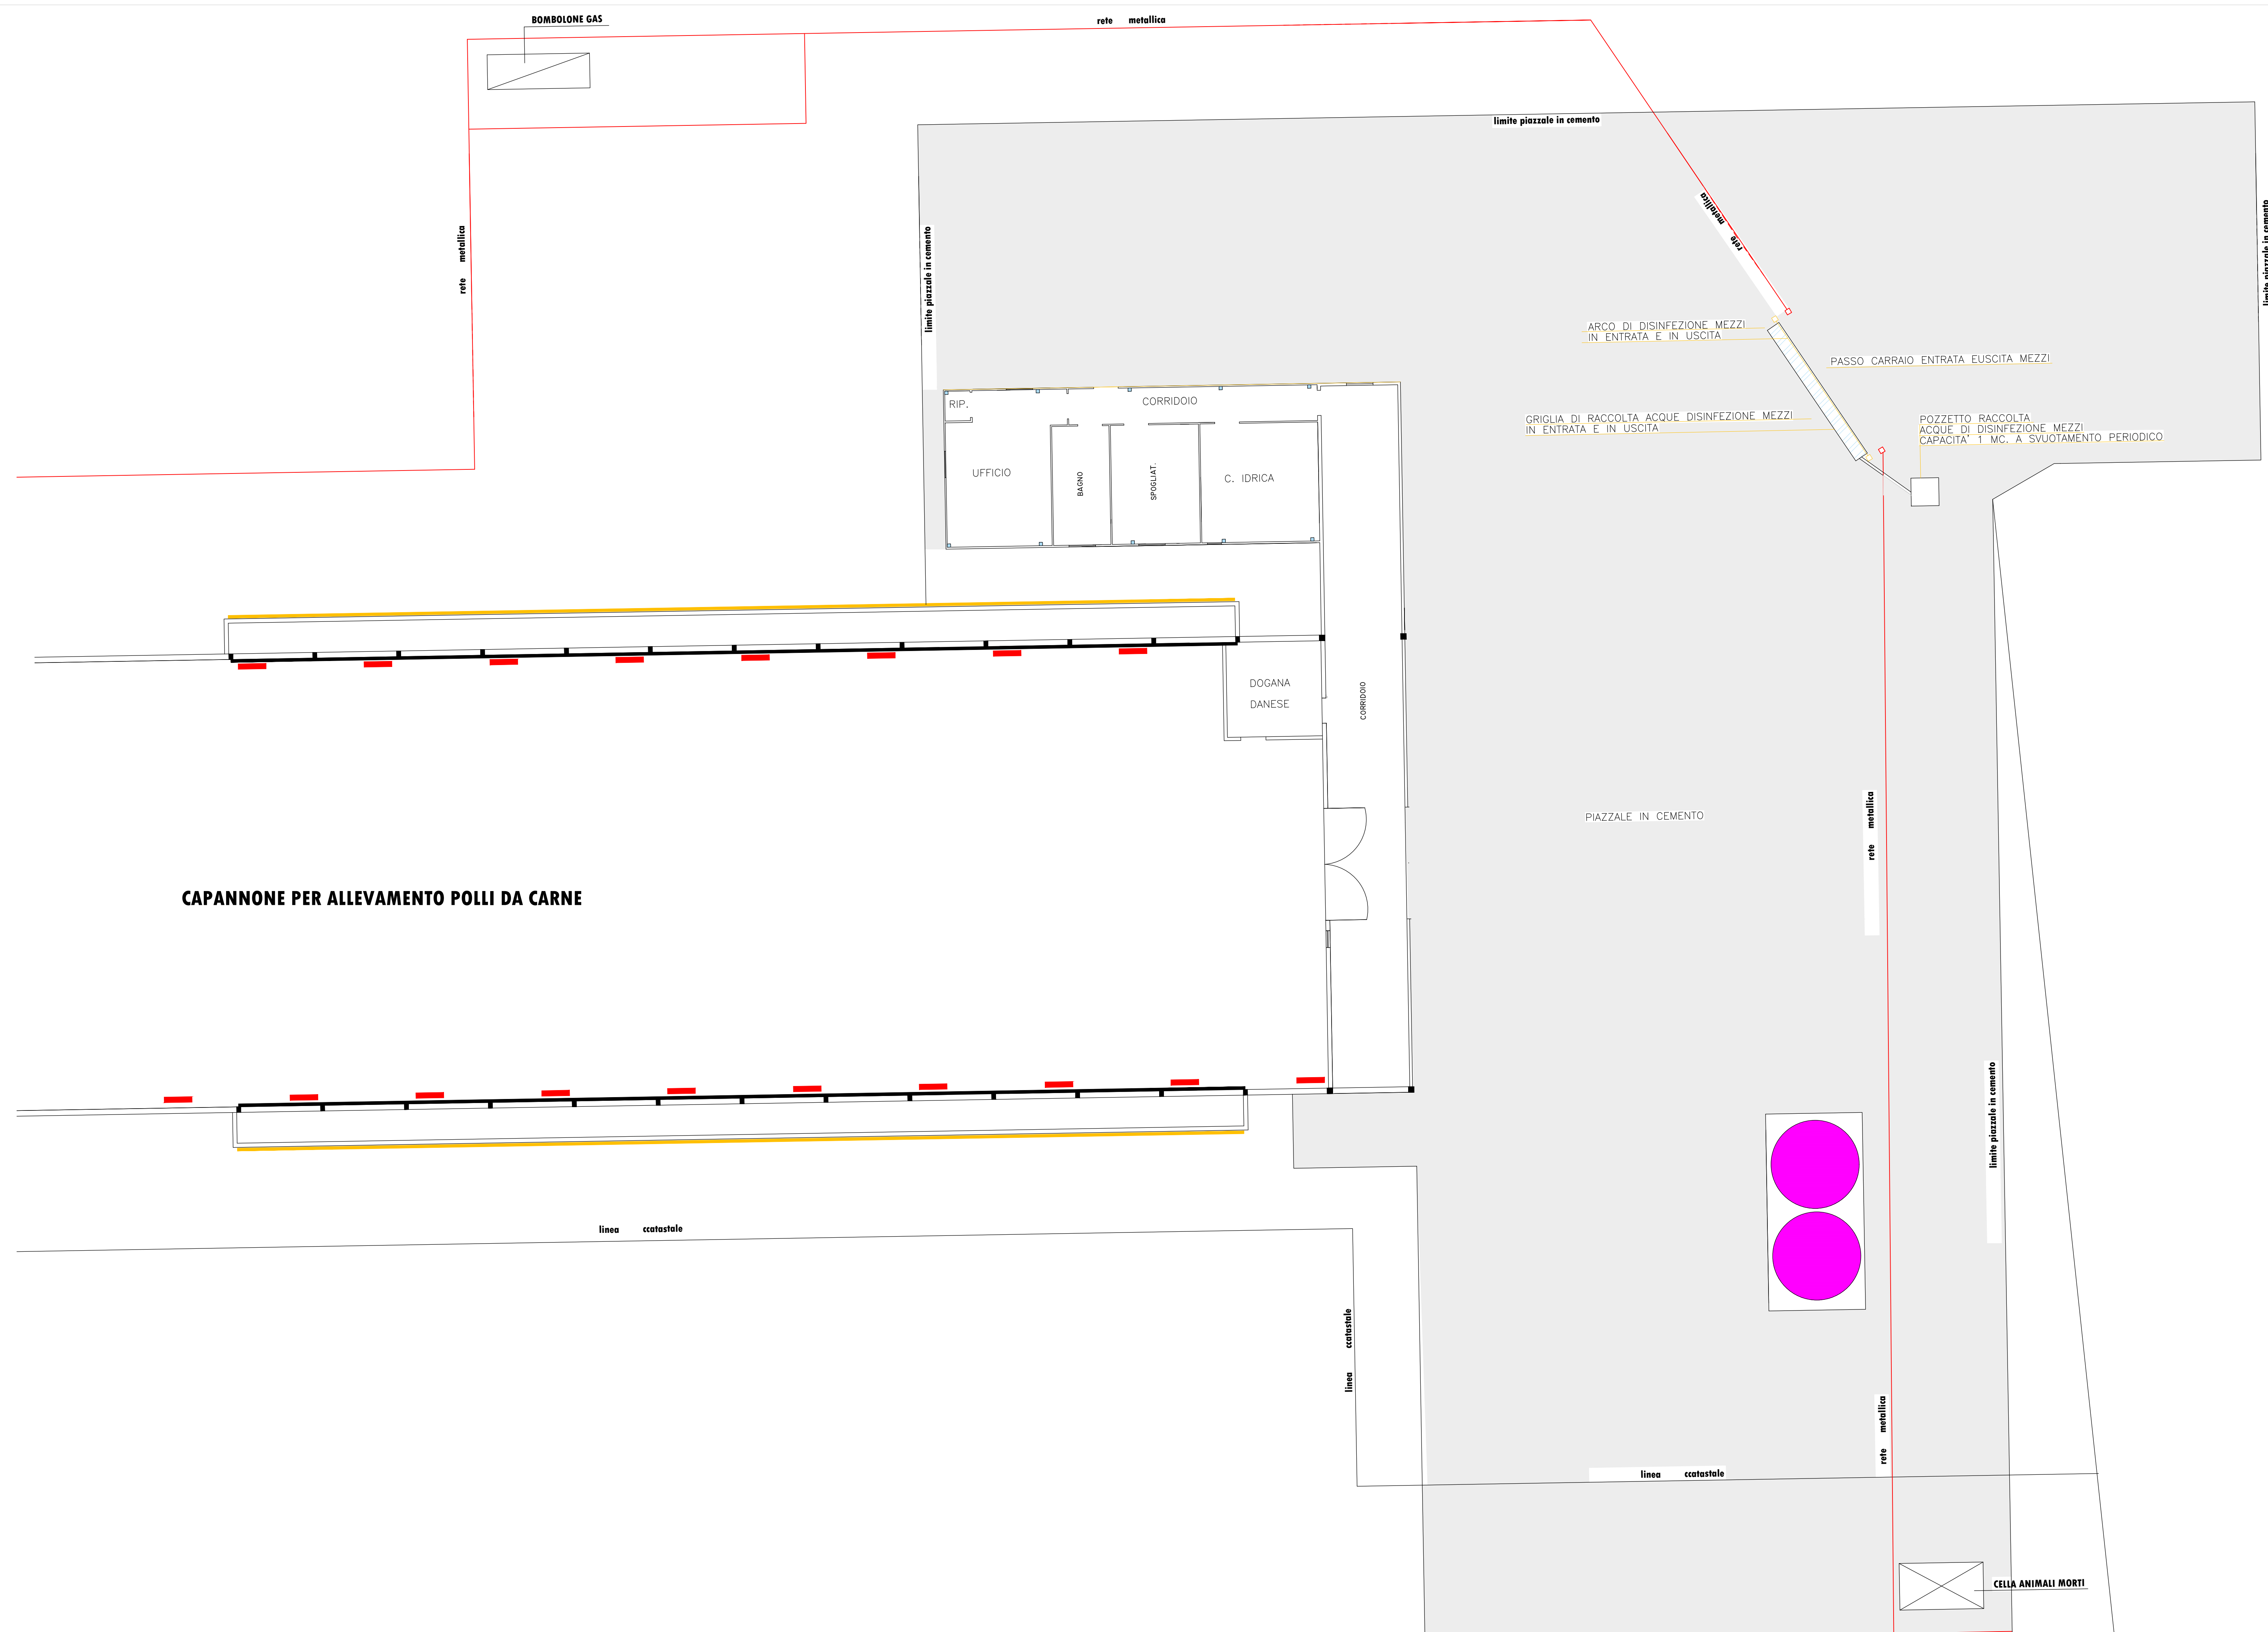 BOMBOLONE GAS
rete metallica
limite piazzale in cemento
rete metallica
limite piazzale in cemento
rete metallica
limite piazzale in cemento
ARCO DI DISINFEZIONE MEZZI
IN ENTRATA E IN USCITA
PASSO CARRAIO ENTRATA EUSCITA MEZZI
RIP.
CORRIDOIO
GRIGLIA DI RACCOLTA ACQUE DISINFEZIONE MEZZI
IN ENTRATA E IN USCITA
POZZETTO RACCOLTA
ACQUE DI DISINFEZIONE MEZZI
CAPACITA' 1 MC. A SVUOTAMENTO PERIODICO
UFFICIO
BAGNO
SPOGLIAT.
C. IDRICA
DOGANA
DANESE
CORRIDOIO
PIAZZALE IN CEMENTO
rete metallica
CAPANNONE PER ALLEVAMENTO POLLI DA CARNE
limite piazzale in cemento
linea ccatastale
linea ccatastale
rete metallica
linea ccatastale
CELLA ANIMALI MORTI